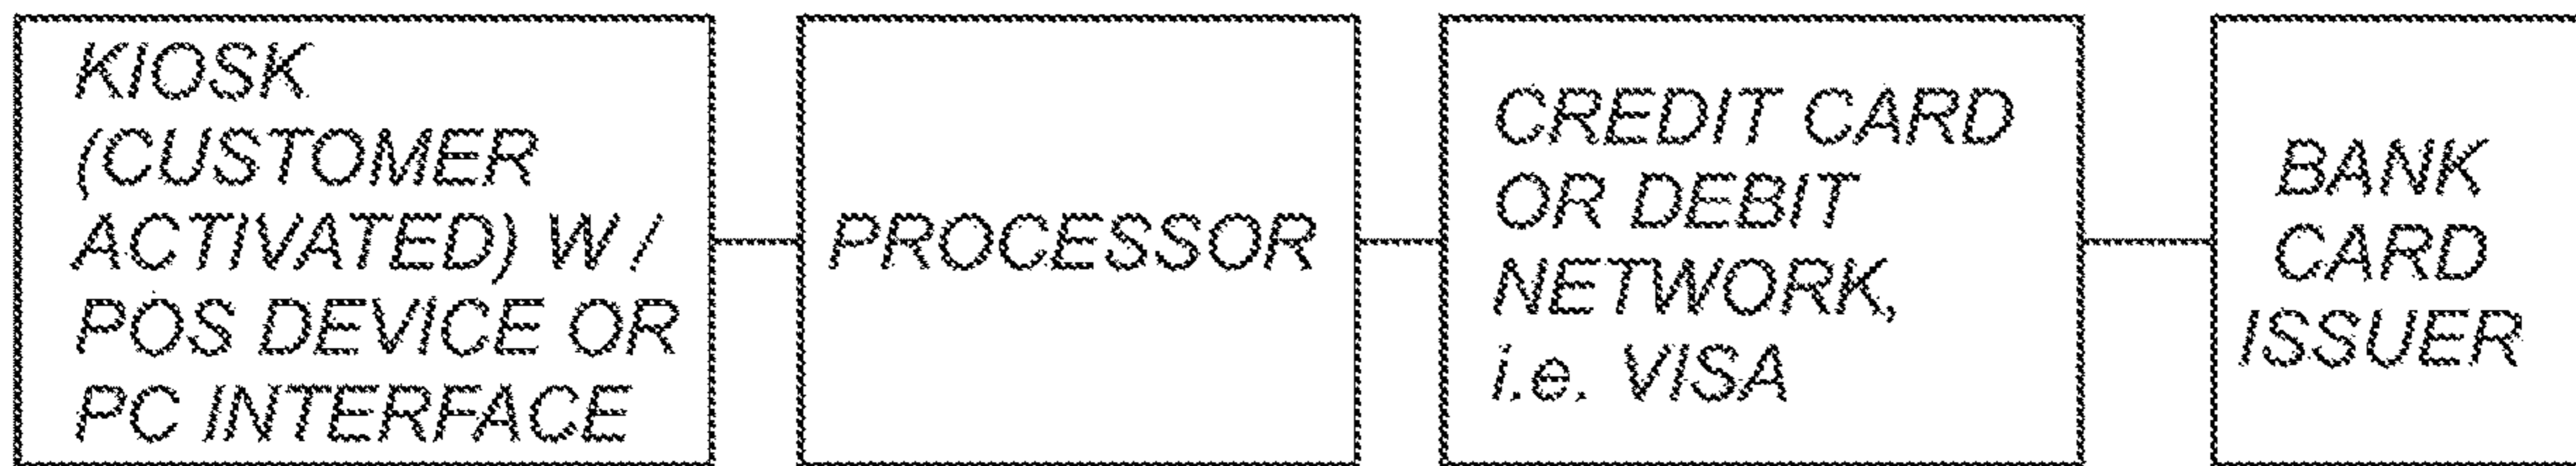 KIOSK
(CUSTOMER
ACTIVATED) W /
POS DEVICE OR
PC INTERFACE
PROCESSOR
CREDIT CARD
OR DEBIT
NETWORK,
i.e. VISA
BANK
CARD
ISSUER